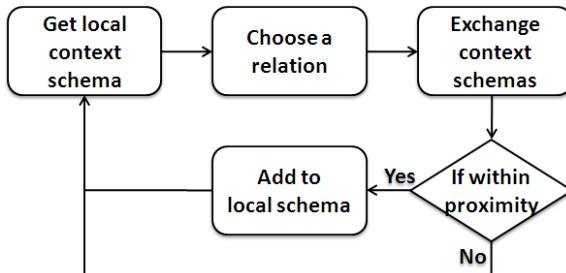 Get local
context
schema
Choose a
relation
Exchange
context
schemas
If within
proximity
Yes
Add to
local schema
No